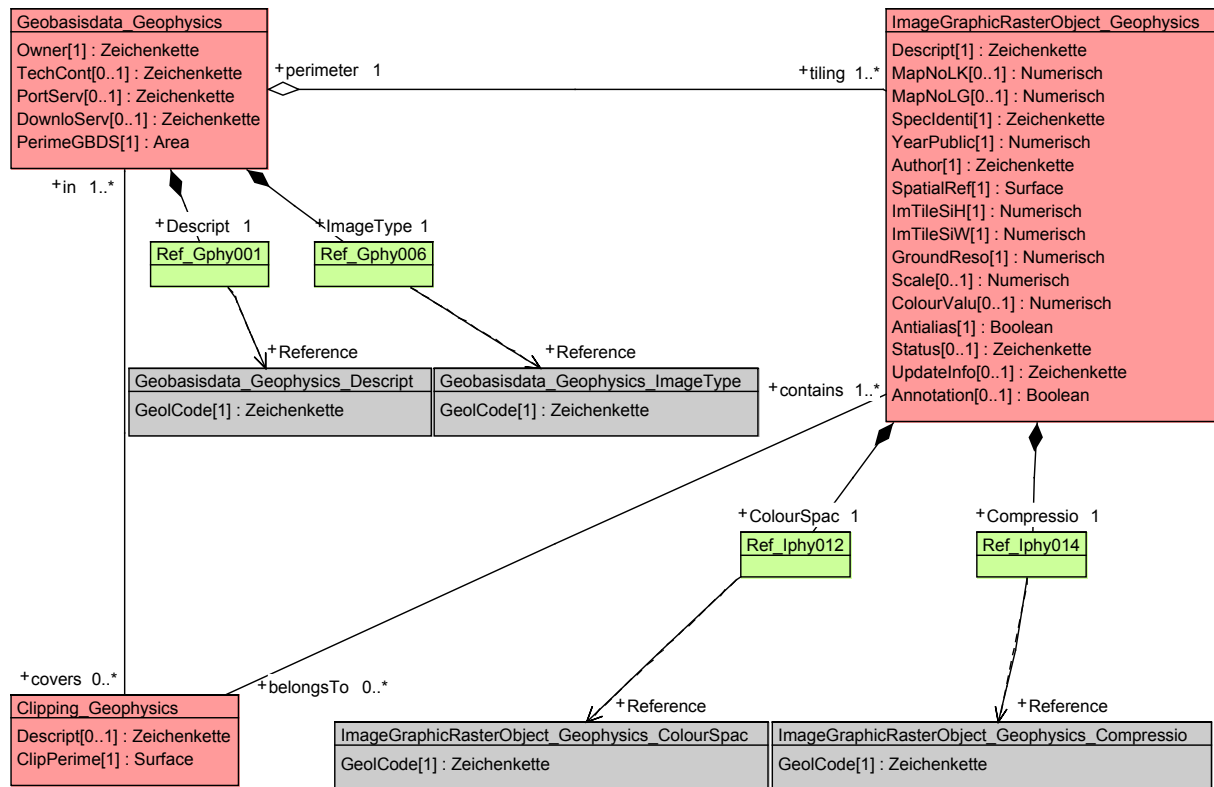 Geobasisdata_Geophysics
Owner[1] : Zeichenkette
TechCont[0..1] : Zeichenkette
PortServ[0..1] : Zeichenkette
DownloServ[0..1] : Zeichenkette
PerimeGBDS[1] : Area
+perimeter 1
+tiling 1..*
ImageGraphicRasterObject_Geophysics
Descript[1] : Zeichenkette
MapNoLK[0..1] : Numerisch
MapNoLG[0..1] : Numerisch
SpecIdenti[1] : Zeichenkette
YearPublic[1] : Numerisch
Author[1] : Zeichenkette
SpatialRef[1] : Surface
ImTileSiH[1] : Numerisch
ImTileSiW[1] : Numerisch
GroundReso[1] : Numerisch
Scale[0..1] : Numerisch
ColourValu[0..1] : Numerisch
Antialias[1] : Boolean
Status[0..1] : Zeichenkette
UpdateInfo[0..1] : Zeichenkette
Annotation[0..1] : Boolean
+in 1..*
+Descript 1
+ImageType 1
Ref_Gphy001
Ref_Gphy006
+Reference
+Reference
Geobasisdata_Geophysics_Descript
GeolCode[1] : Zeichenkette
Geobasisdata_Geophysics_ImageType
GeolCode[1] : Zeichenkette
+contains 1..*
+ColourSpac 1
+Compressio 1
Ref_Iphy012
Ref_Iphy014
+covers 0..*
+belongsTo 0..*
Clipping_Geophysics
Descript[0..1] : Zeichenkette
ClipPerime[1] : Surface
+Reference
+Reference
ImageGraphicRasterObject_Geophysics_ColourSpac
GeolCode[1] : Zeichenkette
ImageGraphicRasterObject_Geophysics_Compressio
GeolCode[1] : Zeichenkette